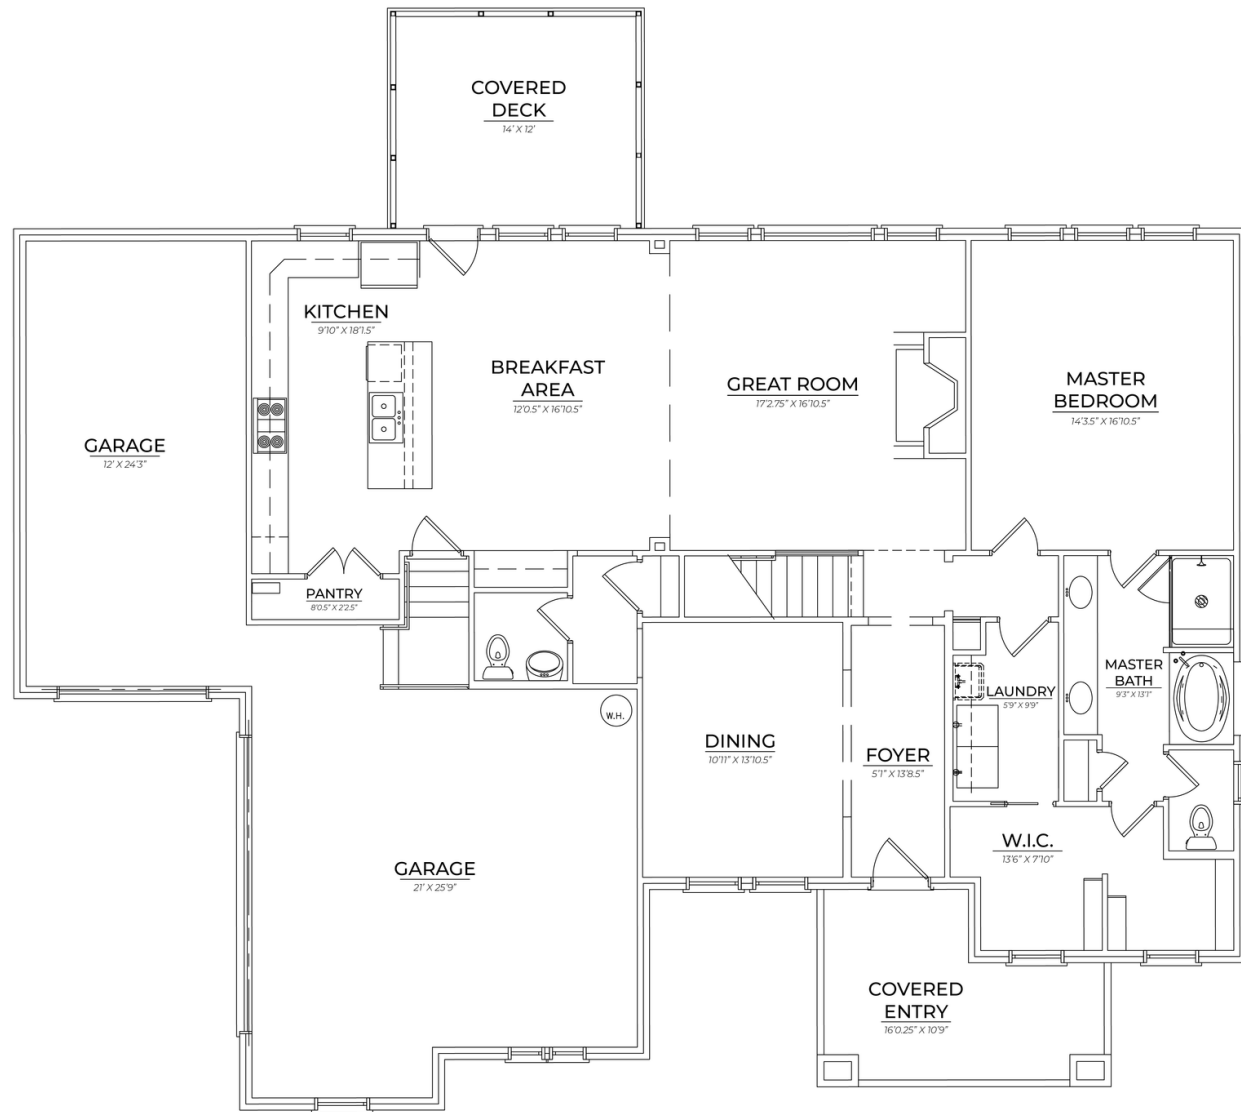 COVERED
DECK
14' X 12'
KITCHEN
9'10" X 18'1.5"
BREAKFAST
AREA
12'0.5" X 16'10.5"
GREAT ROOM
17'2.75" X 16'10.5"
MASTER
BEDROOM
14'3.5" X 16'10.5"
GARAGE
12' X 24'3"
PANTRY
8'0.5" X 2'2.5"
MASTER
BATH
9'3" X 13'1"
LAUNDRY
5'9" X 9'9"
W.H.
DINING
10'11" X 13'10.5"
FOYER
5'1" X 13'8.5"
W.I.C.
13'6" X 7'10"
GARAGE
21' X 25'9"
COVERED
ENTRY
16'0.25" X 10'9"